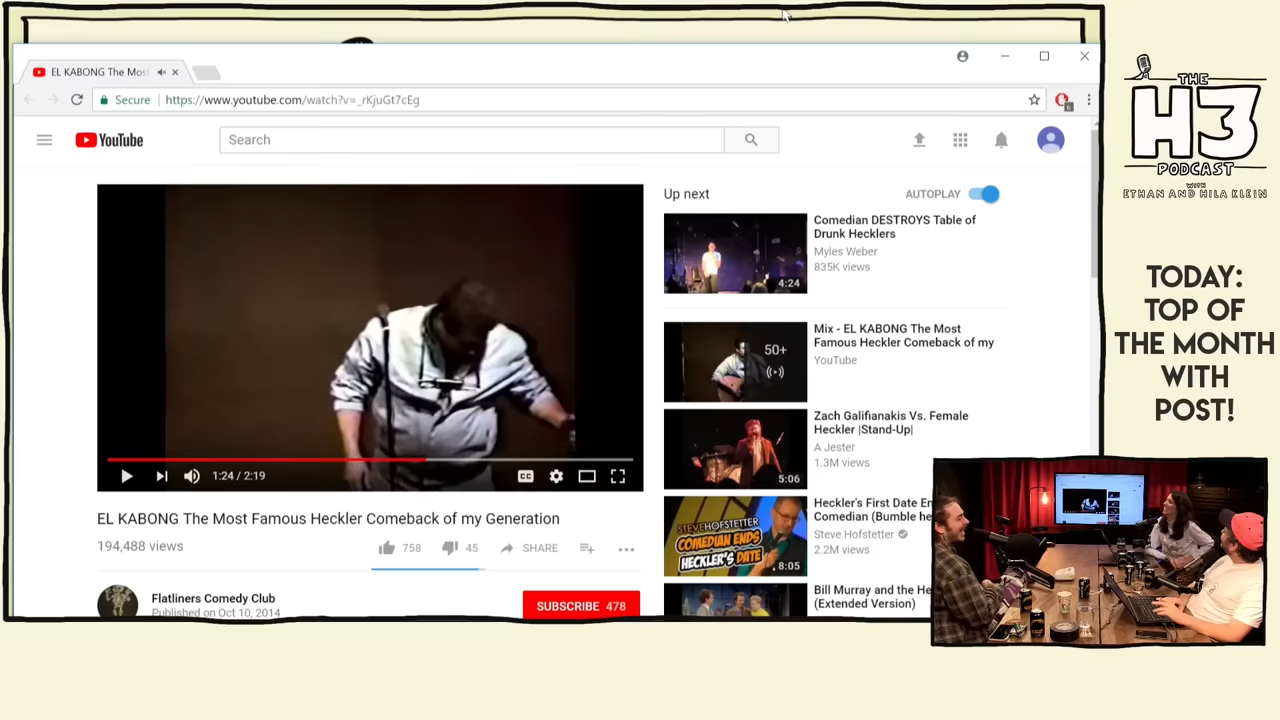 EL KABONG The Mos
Secure
https://www.youtube.com/watch?v=_rKjuGt7cEg
6
YouTube
Search
Up next
AUTOPLAY
Comedian DESTROYS Table of
Drunk Hecklers
Myles Weber
835K views
4:24
Mix - EL KABONG The Most
Famous Heckler Comeback of my
YouTube
50+
Zach Galifianakis Vs. Female
Heckler |Stand-Up|
A Jester
1.3M views
5:06
Heckler's First Date En
Comedian (Bumble he
Steve Hofstetter
2.2M views
STEVEHOFSTETTER
COMEDIAN ENDS
HECKLER'S DATE
8:05
Bill Murray and the He
(Extended Version)
1:24 / 2:19
CC
EL KABONG The Most Famous Heckler Comeback of my Generation
194,488 views
758
45
SHARE
Flatliners Comedy Club
Published on Oct 10, 2014
SUBSCRIBE 478
THE
H3
PODCAST
WITH
ETHAN AND HILA KLEIN
TODAY:
TOP OF
THE MONTH
WITH
POST!